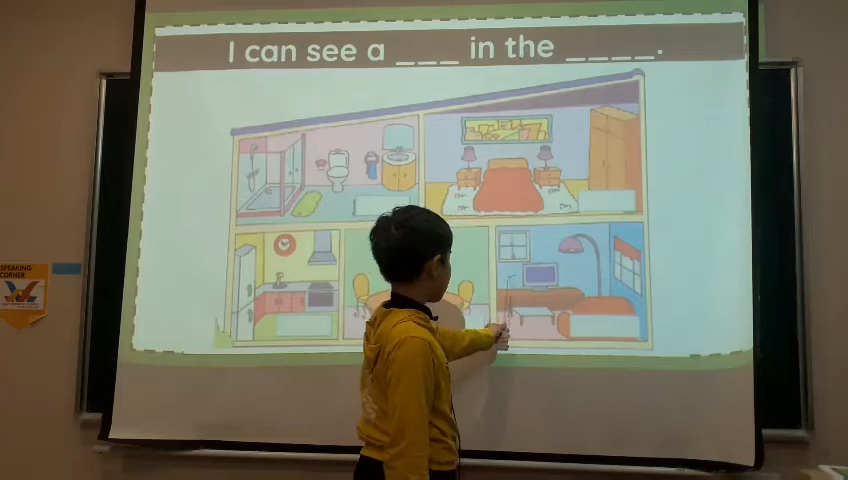 I can see a ___ in the ____.
SPEAKING
CORNER